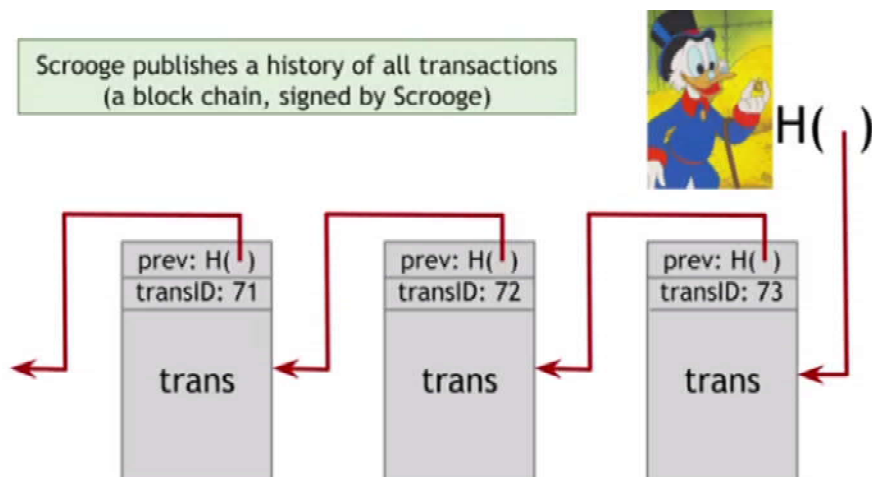 Scrooge publishes a history of all transactions
(a block chain, signed by Scrooge)
H( )
prev: H( )
transID: 71
trans
prev: H( )
transID: 72
trans
prev: H( )
transID: 73
trans